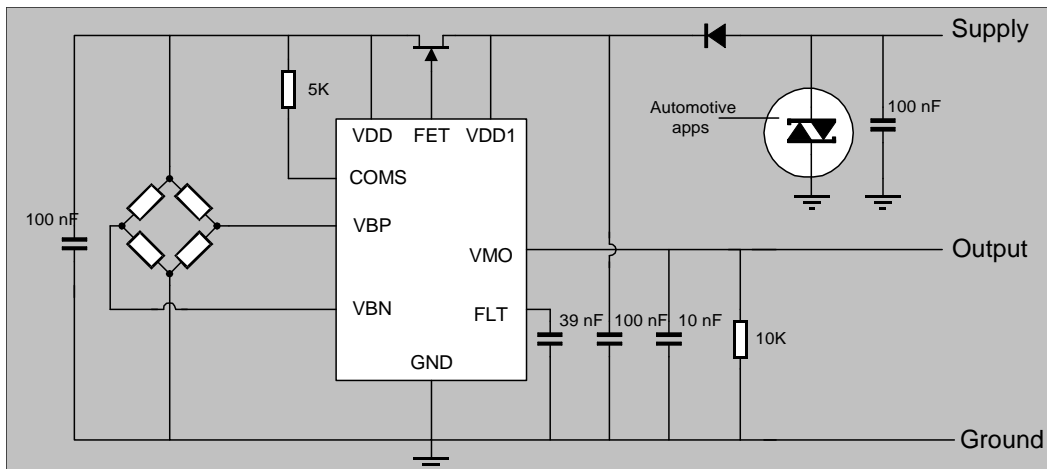 Supply
5K
Automotive
apps
100 nF
VDD FET VDD1
COMS
100 nF
VBP
VMO
Output
VBN
FLT
39 nF 100 nF 10 nF
10K
GND
Ground